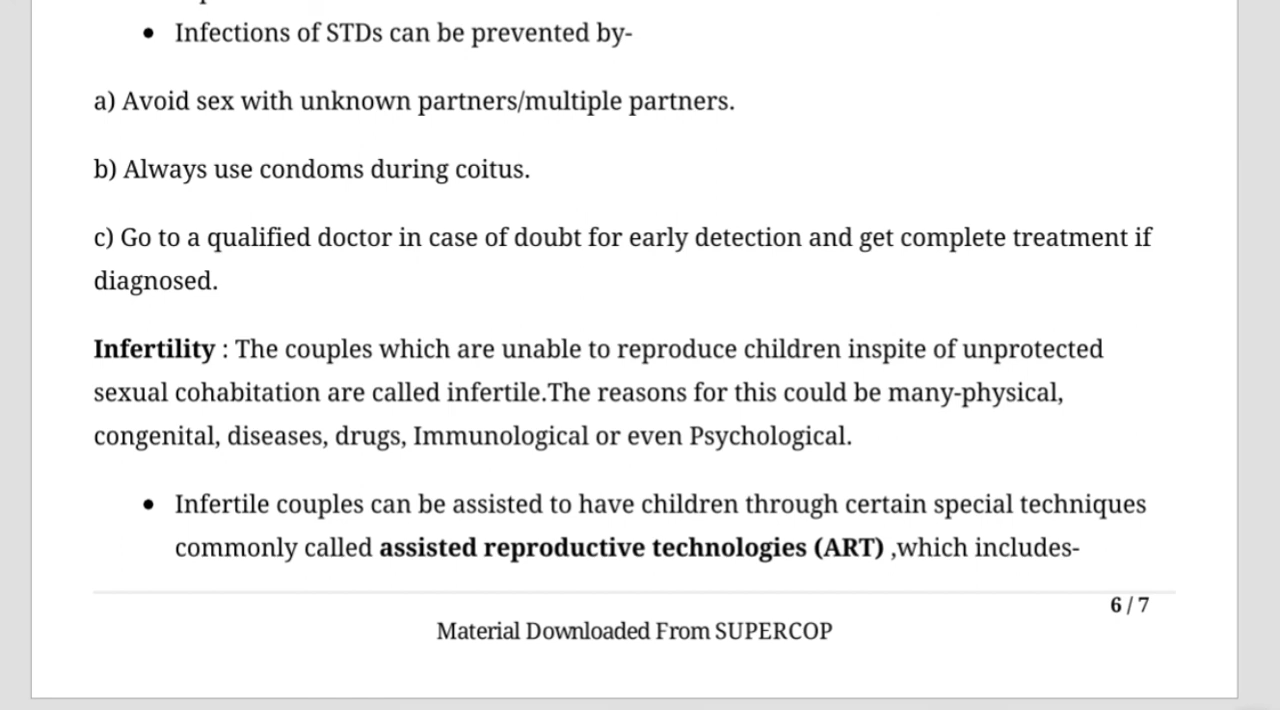 • Infections of STDs can be prevented by-
a) Avoid sex with unknown partners/multiple partners.
b) Always use condoms during coitus.
c) Go to a qualified doctor in case of doubt for early detection and get complete treatment if
diagnosed.
Infertility : The couples which are unable to reproduce children inspite of unprotected
sexual cohabitation are called infertile.The reasons for this could be many-physical,
congenital, diseases, drugs, Immunological or even Psychological.
• Infertile couples can be assisted to have children through certain special techniques
commonly called assisted reproductive technologies (ART) ,which includes-
6 / 7
Material Downloaded From SUPERCOP